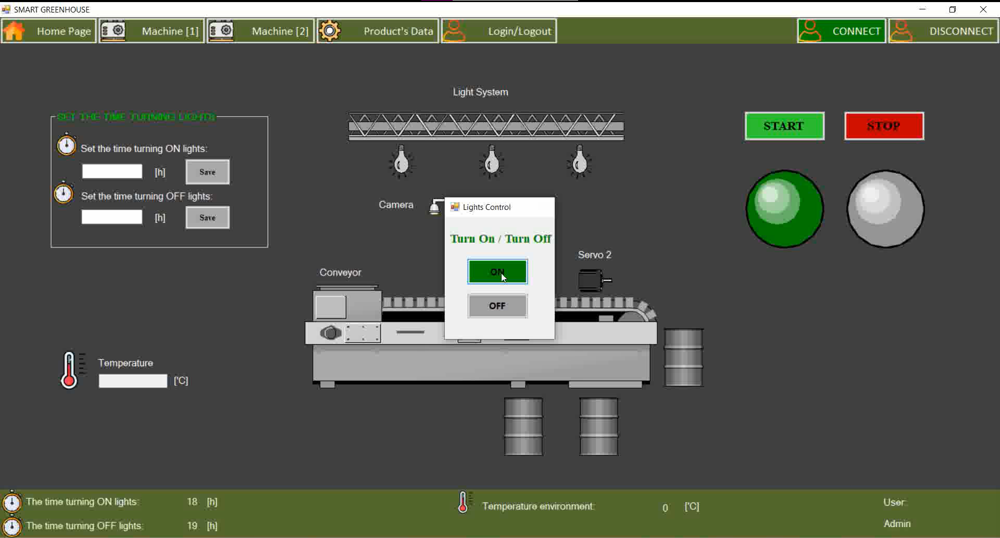 SMART GREENHOUSE
Home Page
Machine [1]
Machine [2]
Product's Data
Login/Logout
CONNECT
DISCONNECT
Light System
SET THE TIME TURNING LIGHTS
Set the time turning ON lights:
[h]
Save
Set the time turning OFF lights:
[h]
Save
START
STOP
Camera
Lights Control
Turn On / Turn Off
ON
OFF
Servo 2
Conveyor
Temperature
['C]
The time turning ON lights: 18 [h]
The time turning OFF lights: 19 [h]
Temperature environment: 0 ['C]
User:
Admin